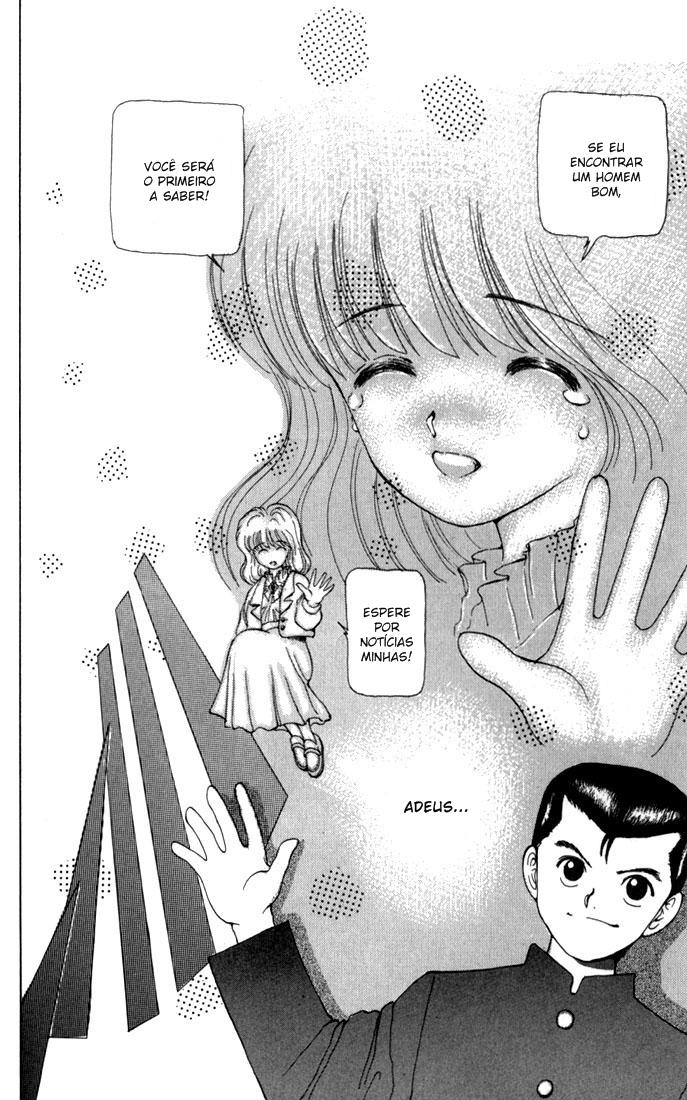 SE EU
ENCONTRAR
UM HOMEM
BOM,
VOCÊ SERÁ
O PRIMEIRO
A SABER!
ESPERE
POR
NOTÍCIAS
MINHAS!
ADEUS...